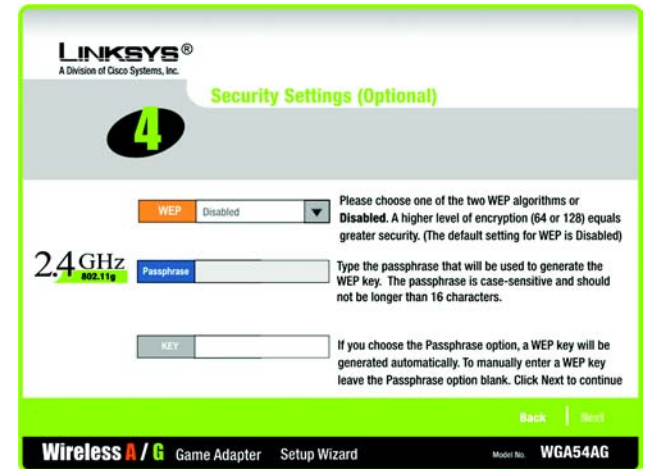 LINKSYS®
A Division of Cisco Systems, Inc.
Security Settings (Optional)
4
WEP
Disabled
Please choose one of the two WEP algorithms or
Disabled. A higher level of encryption (64 or 128) equals
greater security. (The default setting for WEP is Disabled)
2.4 GHz
802.11g
Passphrase
Type the passphrase that will be used to generate the
WEP key. The passphrase is case-sensitive and should
not be longer than 16 characters.
KEY
If you choose the Passphrase option, a WEP key will be
generated automatically. To manually enter a WEP key
leave the Passphrase option blank. Click Next to continue
Back | Next
Wireless A / G Game Adapter Setup Wizard Model No. WGA54AG